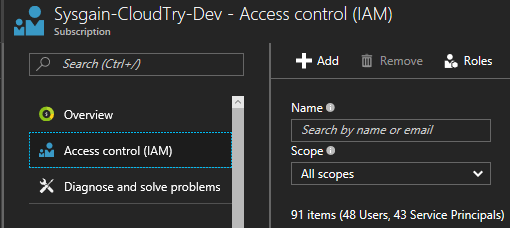 Sysgain-CloudTry-Dev - Access control (IAM)
Subscription
Search (Ctrl+/)
Overview
Access control (IAM)
Diagnose and solve problems
Add Remove Roles
Name
Search by name or email
Scope
All scopes
91 items (48 Users, 43 Service Principals)